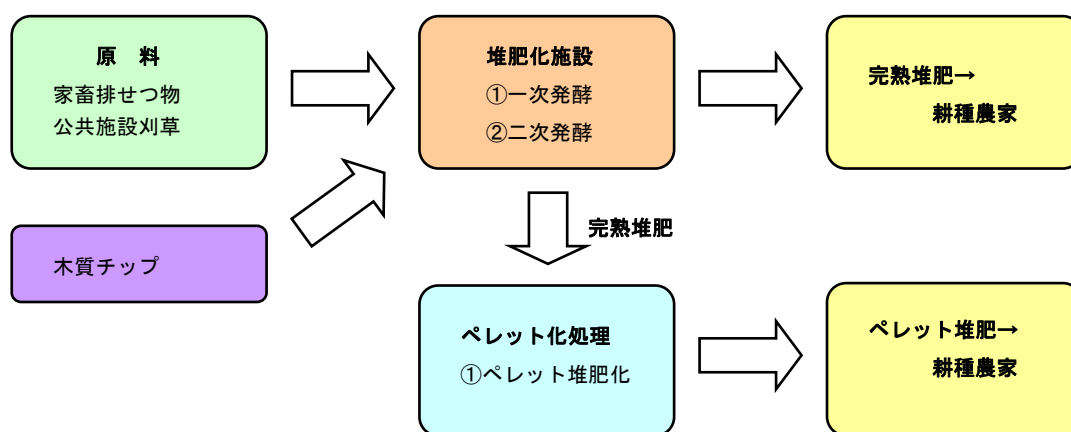 原　料
家畜排せつ物
公共施設刈草
木質チップ
堆肥化施設
①一次発酵
②二次発酵
完熟堆肥→
耕種農家
完熟堆肥
ペレット化処理
①ペレット堆肥化
ペレット堆肥→
耕種農家